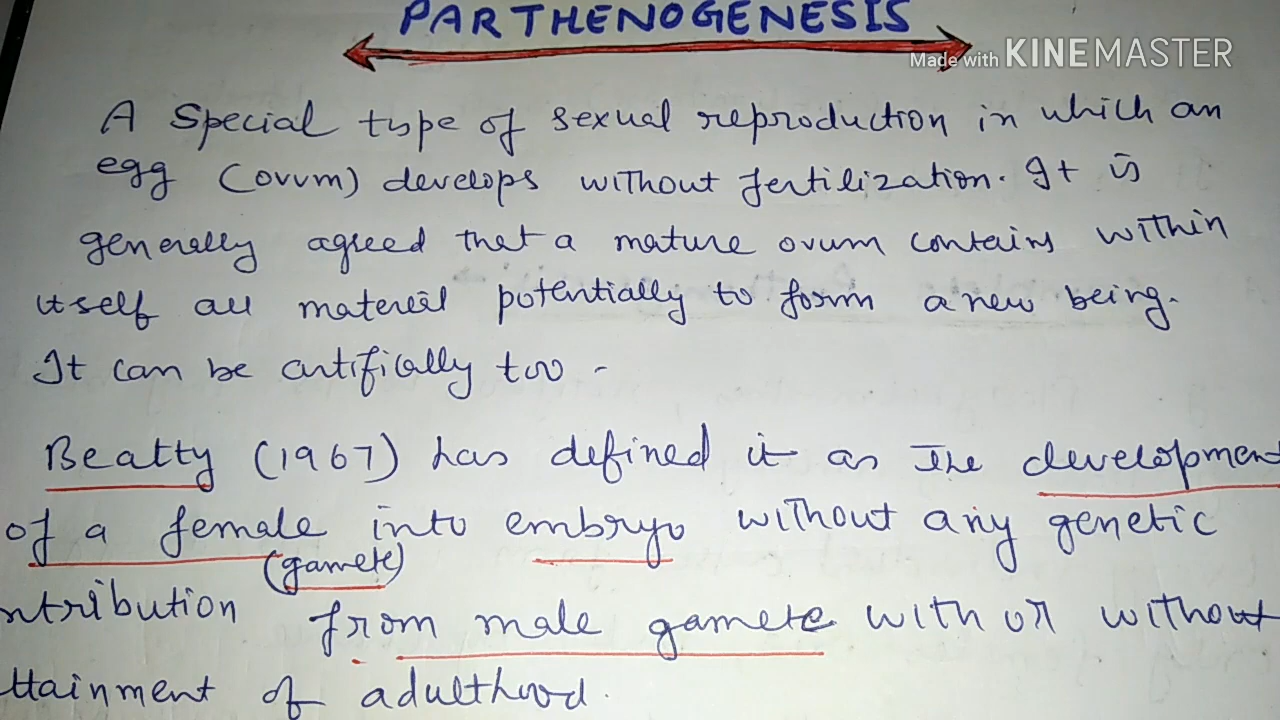 PARTHENOGENESIS
Made with KINEMASTER
A Special type of sexual reproduction in which an
egg (ovum) develops without fertilization. It is
generally agreed that a mature ovum contains within
itself all material potentially to form a new being.
It can be artifically too -
Beatty (1967) has defined it as The development
of a female into embryo without any genetic
(gamete)
ntribution from male gamete with or without
ttainment of adulthood.